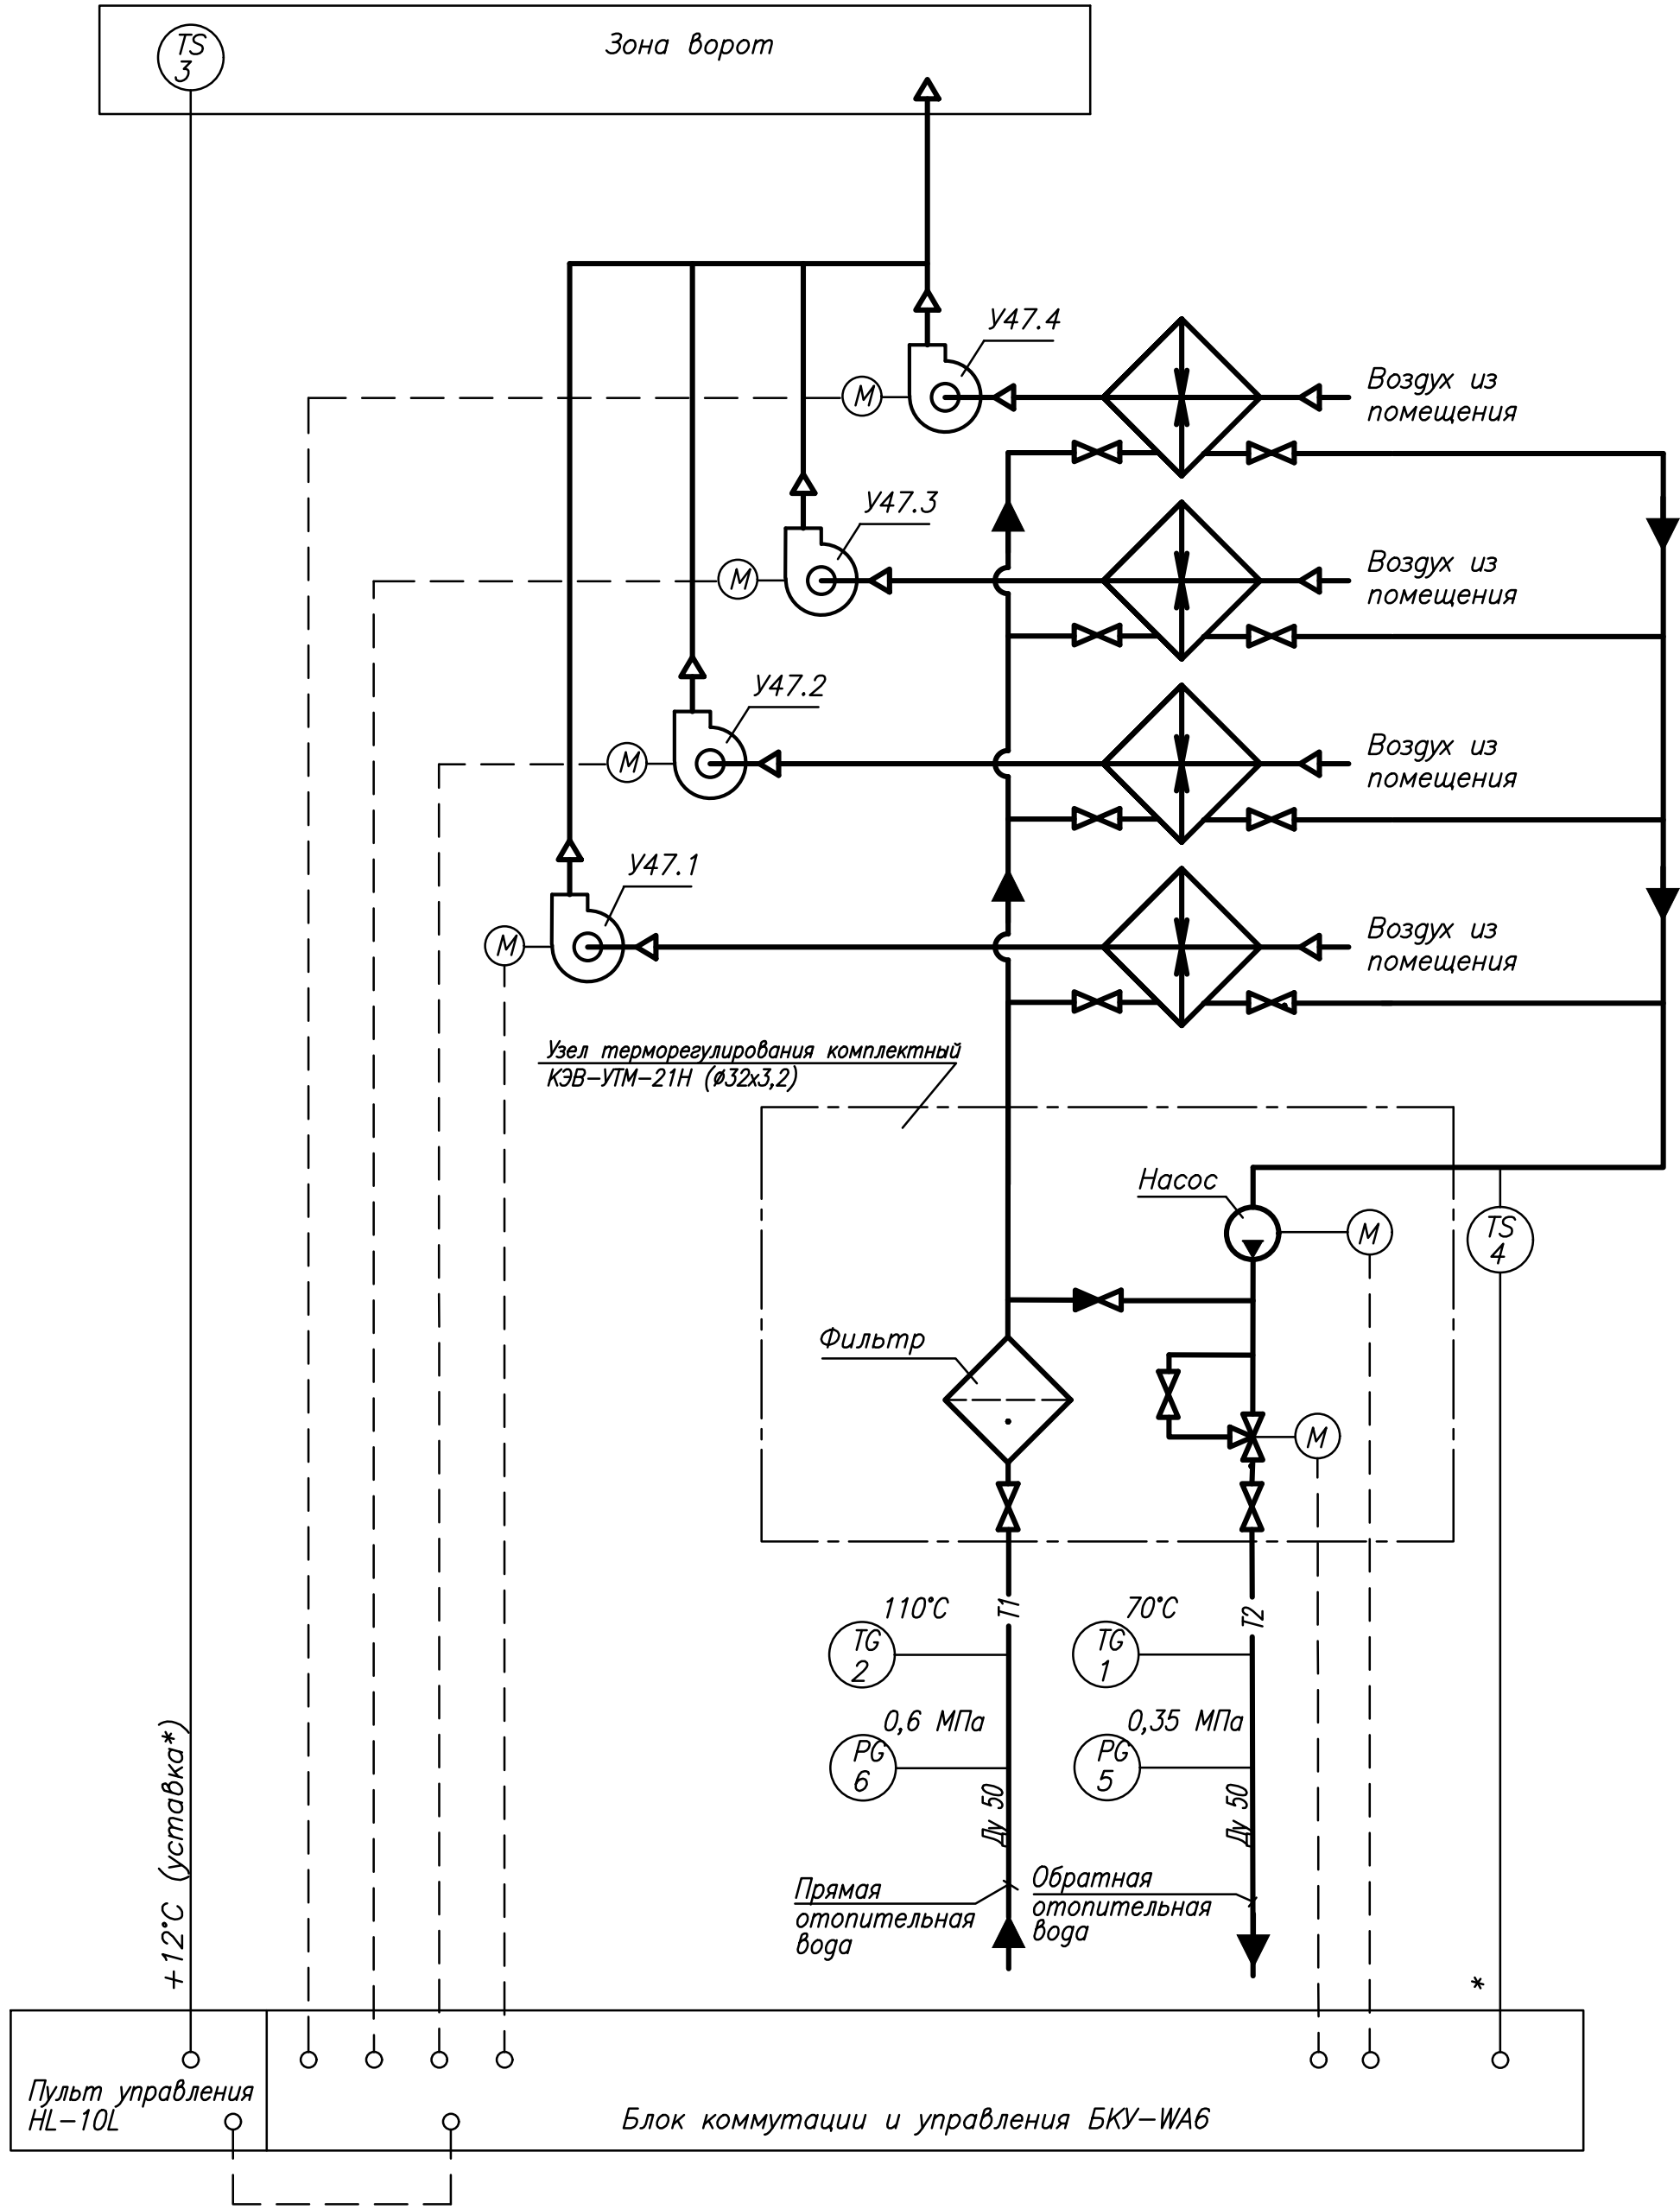 TS
3
Зона ворот
У47.4
М
Воздух из
помещения
У47.3
М
Воздух из
помещения
У47.2
М
Воздух из
помещения
У47.1
М
Воздух из
помещения
Узел терморегулирования комплектный
КЭВ-УТМ-21Н (ø32х3,2)
Насос
М
TS
4
Фильтр
М
110°С
Т1
TG
2
70°С
Т2
TG
1
0,6 МПа
PG
6
0,35 МПа
PG
5
Ду 50
Ду 50
Прямая
отопительная
вода
Обратная
отопительная
вода
+12°С (уставка*)
*
Пульт управления
HL-10L
Блок коммутации и управления БКУ-WA6